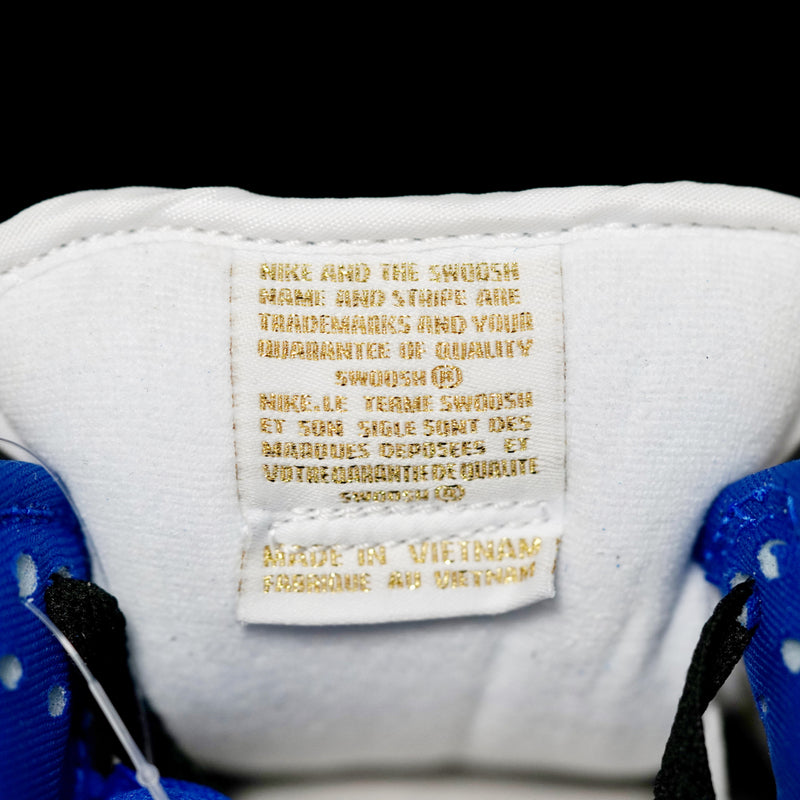 NIKE AND THE SWOOSH
NAME AND STRIPE ARE
TRADEMARKS AND YOUR
GUARANTEE OF QUALITY
SWOOSH ®
NIKE.LE TERME SWOOSH
ET SON SIGLE SONT DES
MARQUES DEPOSEES ET
VOTRE GARANTIE DE QUALITE
SWOOSH ®
MADE IN VIETNAM
FABRIQUE AU VIETNAM